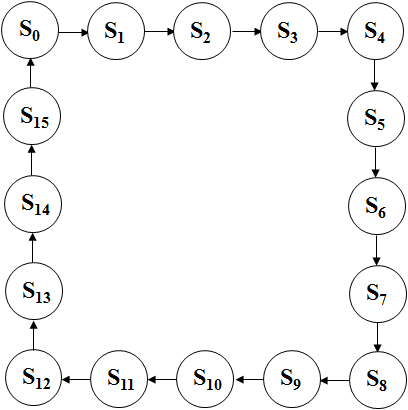 S₀ S₁ S₂ S₃ S₄
S₁₅ S₅
S₁₄ S₆
S₁₃ S₇
S₁₂ S₁₁ S₁₀ S₉ S₈